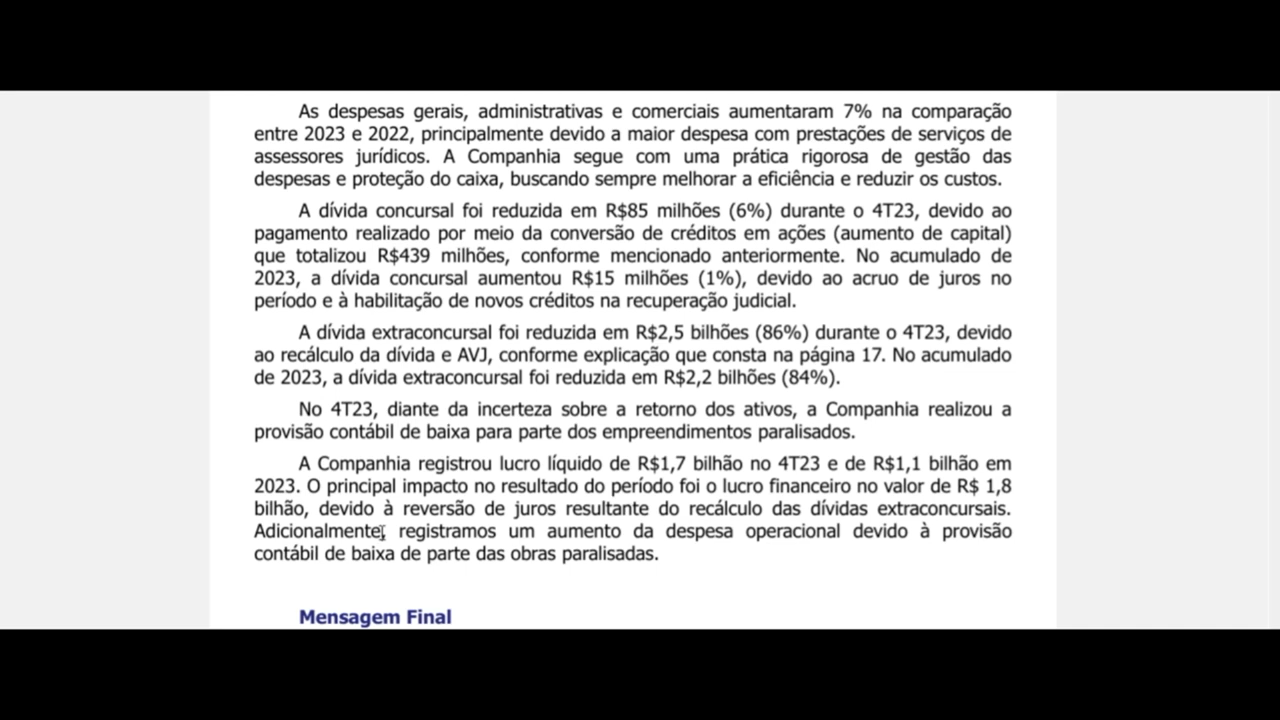 As despesas gerais, administrativas e comerciais aumentaram 7% na comparação
entre 2023 e 2022, principalmente devido a maior despesa com prestações de serviços de
assessores jurídicos. A Companhia segue com uma prática rigorosa de gestão das
despesas e proteção do caixa, buscando sempre melhorar a eficiência e reduzir os custos.
A dívida concursal foi reduzida em R$85 milhões (6%) durante o 4T23, devido ao
pagamento realizado por meio da conversão de créditos em ações (aumento de capital)
que totalizou R$439 milhões, conforme mencionado anteriormente. No acumulado de
2023, a dívida concursal aumentou R$15 milhões (1%), devido ao acruo de juros no
período e à habilitação de novos créditos na recuperação judicial.
A dívida extraconcursal foi reduzida em R$2,5 bilhões (86%) durante o 4T23, devido
ao recálculo da dívida e AVJ, conforme explicação que consta na página 17. No acumulado
de 2023, a dívida extraconcursal foi reduzida em R$2,2 bilhões (84%).
No 4T23, diante da incerteza sobre a retorno dos ativos, a Companhia realizou a
provisão contábil de baixa para parte dos empreendimentos paralisados.
A Companhia registrou lucro líquido de R$1,7 bilhão no 4T23 e de R$1,1 bilhão em
2023. O principal impacto no resultado do período foi o lucro financeiro no valor de R$ 1,8
bilhão, devido à reversão de juros resultante do recálculo das dívidas extraconcursais.
Adicionalmente, registramos um aumento da despesa operacional devido à provisão
contábil de baixa de parte das obras paralisadas.
Mensagem Final